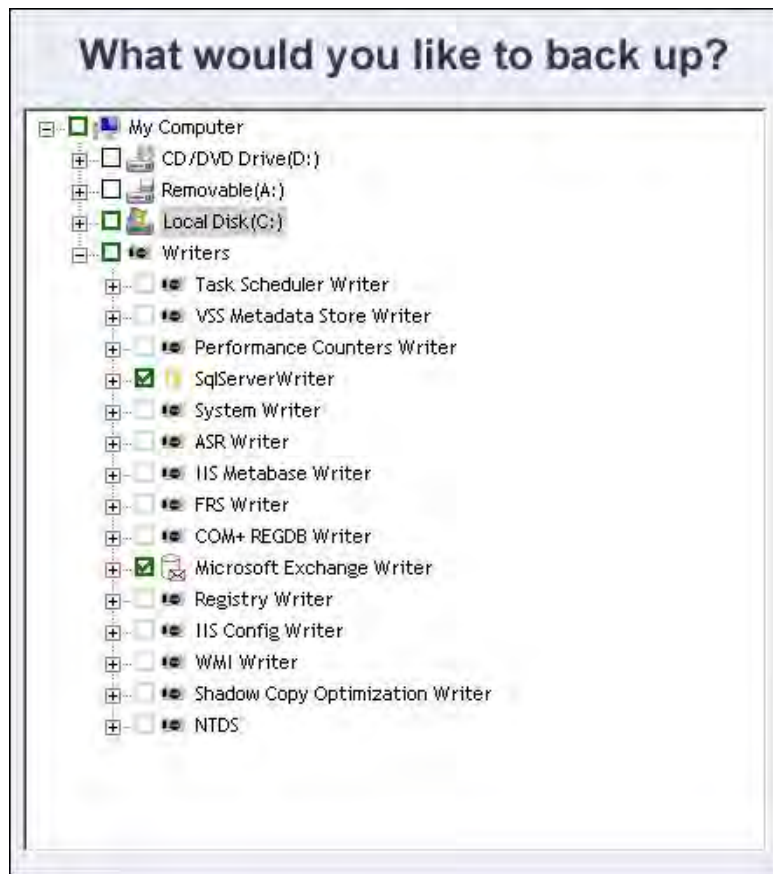 What would you like to back up?
My Computer
CD/DVD Drive(D:)
Removable(A:)
Local Disk(C:)
Writers
Task Scheduler Writer
VSS Metadata Store Writer
Performance Counters Writer
SqlServerWriter
System Writer
ASR Writer
IIS Metabase Writer
FRS Writer
COM+ REGDB Writer
Microsoft Exchange Writer
Registry Writer
IIS Config Writer
WMI Writer
Shadow Copy Optimization Writer
NTDS